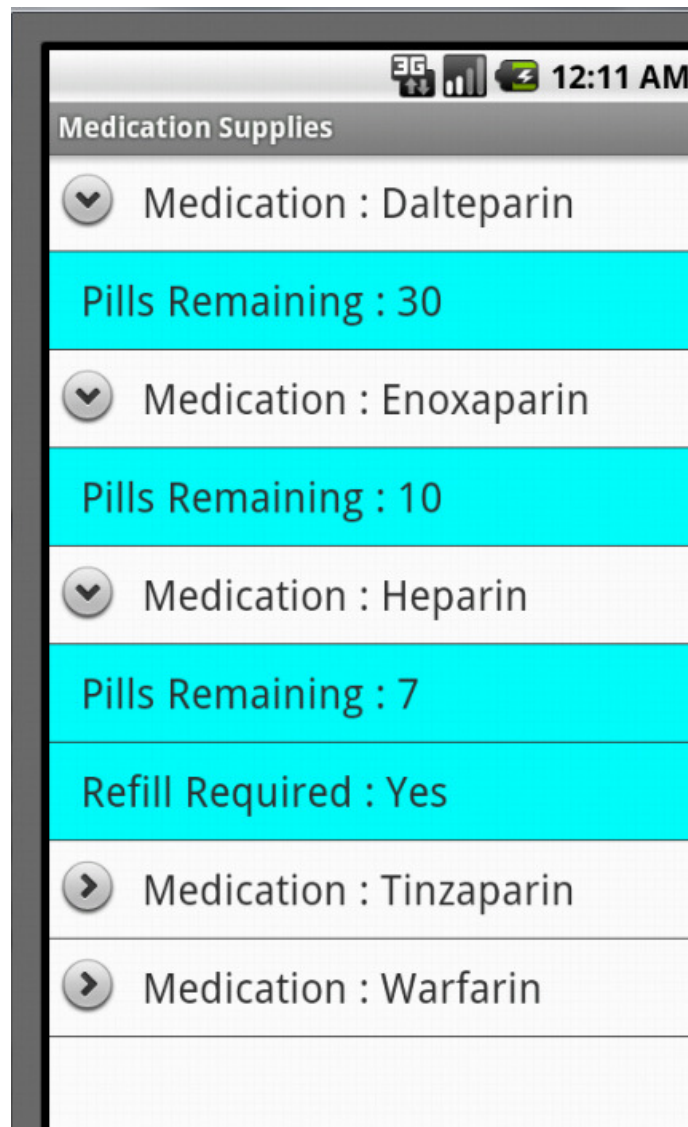 3G 12:11 AM
Medication Supplies
Medication : Dalteparin
Pills Remaining : 30
Medication : Enoxaparin
Pills Remaining : 10
Medication : Heparin
Pills Remaining : 7
Refill Required : Yes
Medication : Tinzaparin
Medication : Warfarin